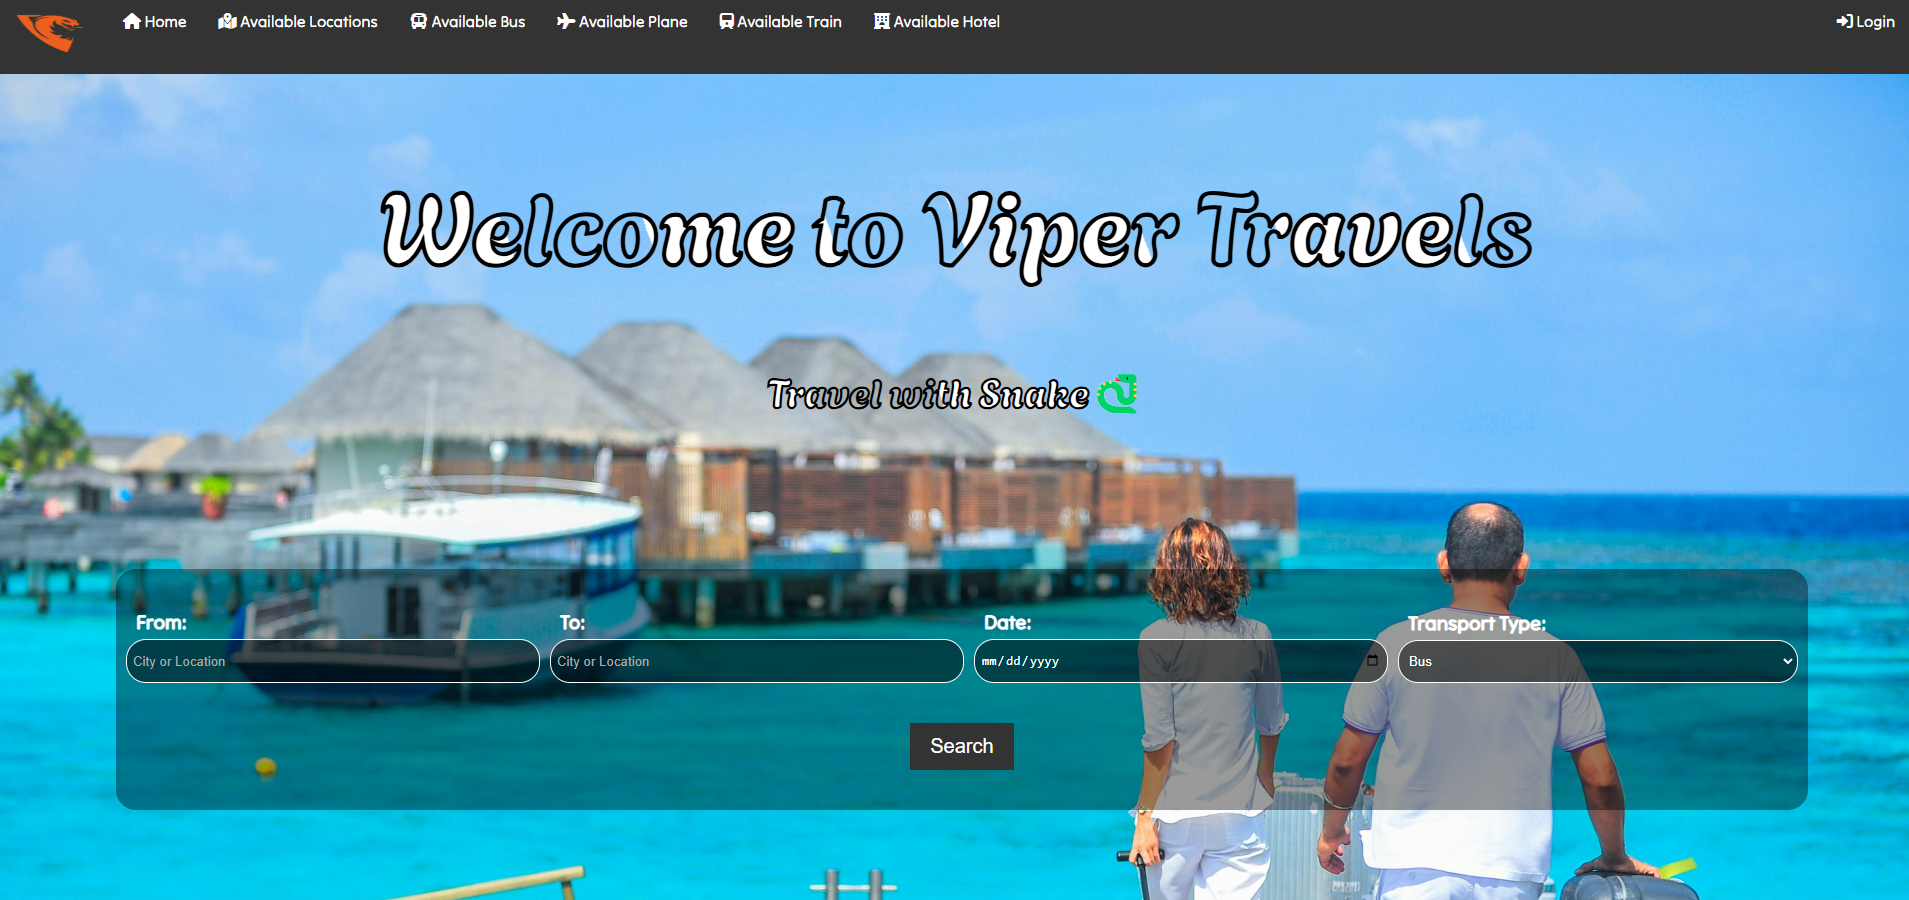 Home Available Locations Available Bus Available Plane Available Train Available Hotel Login
Welcome to Viper Travels
Travel with Snake
From: To: Date: Transport Type:
City or Location City or Location mm/dd/yyyy Bus
Search